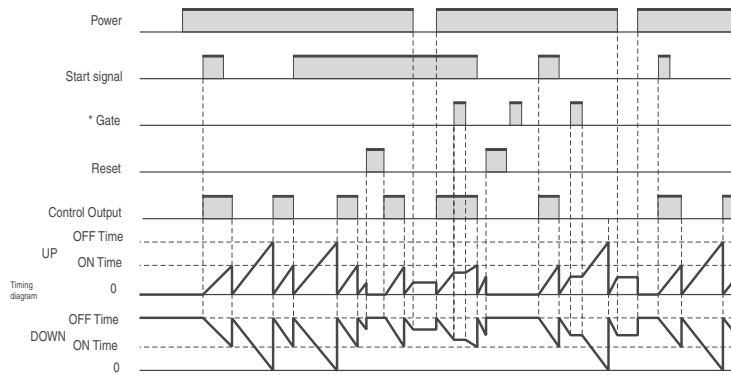 Power
Start signal
* Gate
Reset
Control Output
OFF Time
UP
ON Time
Timing
diagram
0
OFF Time
DOWN
ON Time
0